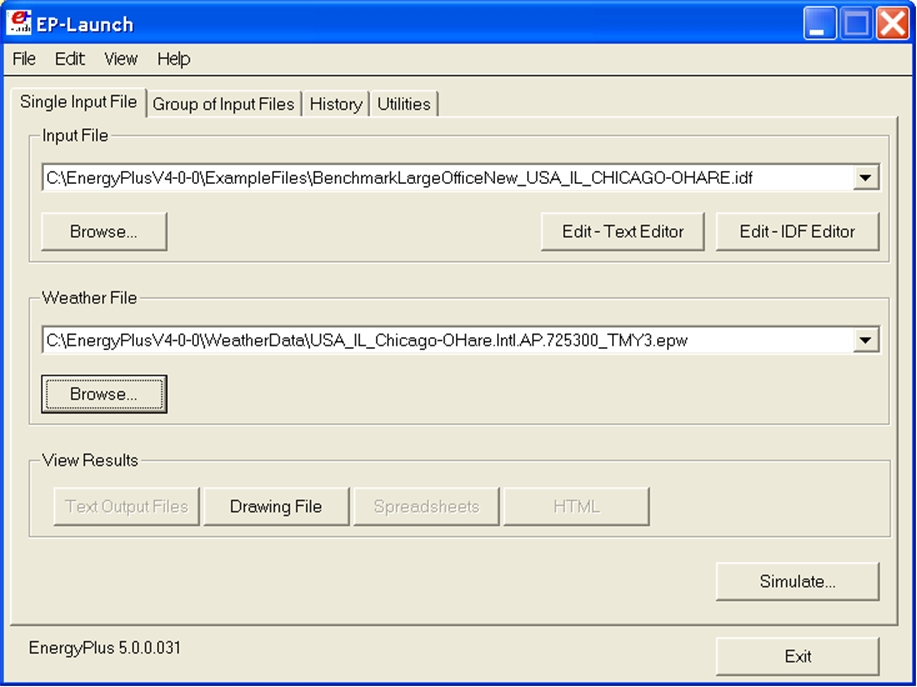 EP-Launch
File Edit View Help
Single Input File Group of Input Files History Utilities
Input File
C:\EnergyPlusV4-0-0\ExampleFiles\BenchmarkLargeOfficeNew_USA_IL_CHICAGO-OHARE.idf
Browse... Edit - Text Editor Edit - IDF Editor
Weather File
C:\EnergyPlusV4-0-0\WeatherData\USA_IL_Chicago-OHare.Intl.AP.725300_TMY3.epw
Browse...
View Results
Text Output Files Drawing File Spreadsheets HTML
Simulate...
EnergyPlus 5.0.0.031
Exit